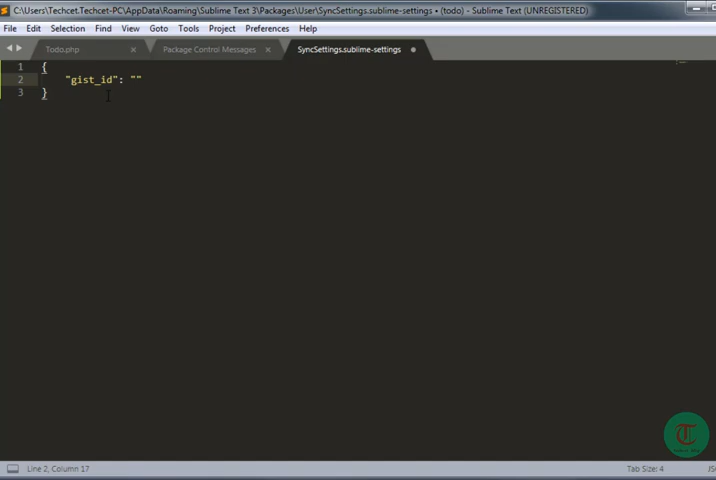 C:\Users\Techcet.Techcet-PC\AppData\Roaming\Sublime Text 3\Packages\User\SyncSettings.sublime-settings • (todo) - Sublime Text (UNREGISTERED)
File Edit Selection Find View Goto Tools Project Preferences Help
Todo.php Package Control Messages SyncSettings.sublime-settings
1 {
2 "gist_id": ""
3 }
Line 2, Column 17 Tab Size: 4